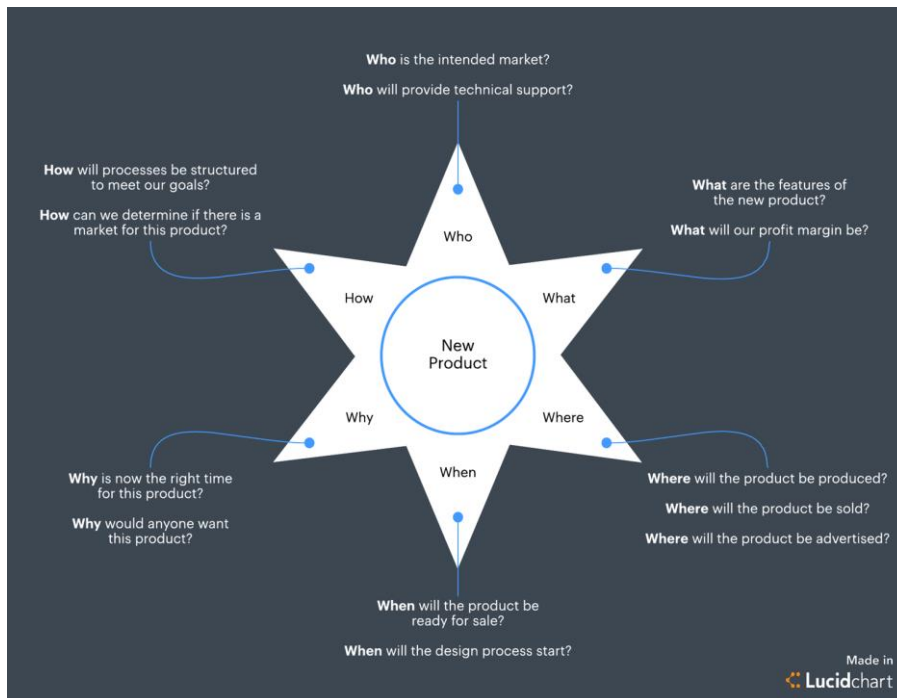 Who is the intended market?
Who will provide technical support?
How will processes be structured
to meet our goals?
How can we determine if there is a
market for this product?
What are the features of
the new product?
What will our profit margin be?
Who
How
What
New
Product
Why
Where
When
Why is now the right time
for this product?
Why would anyone want
this product?
Where will the product be produced?
Where will the product be sold?
Where will the product be advertised?
When will the product be
ready for sale?
When will the design process start?
Made in
Lucidchart